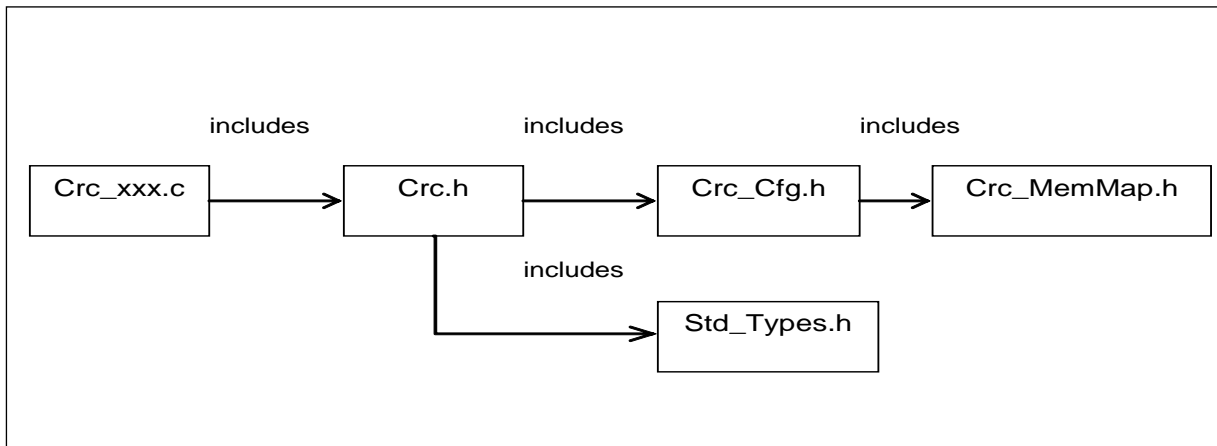 includes
includes
includes
Crc_xxx.c
Crc.h
Crc_Cfg.h
Crc_MemMap.h
includes
Std_Types.h